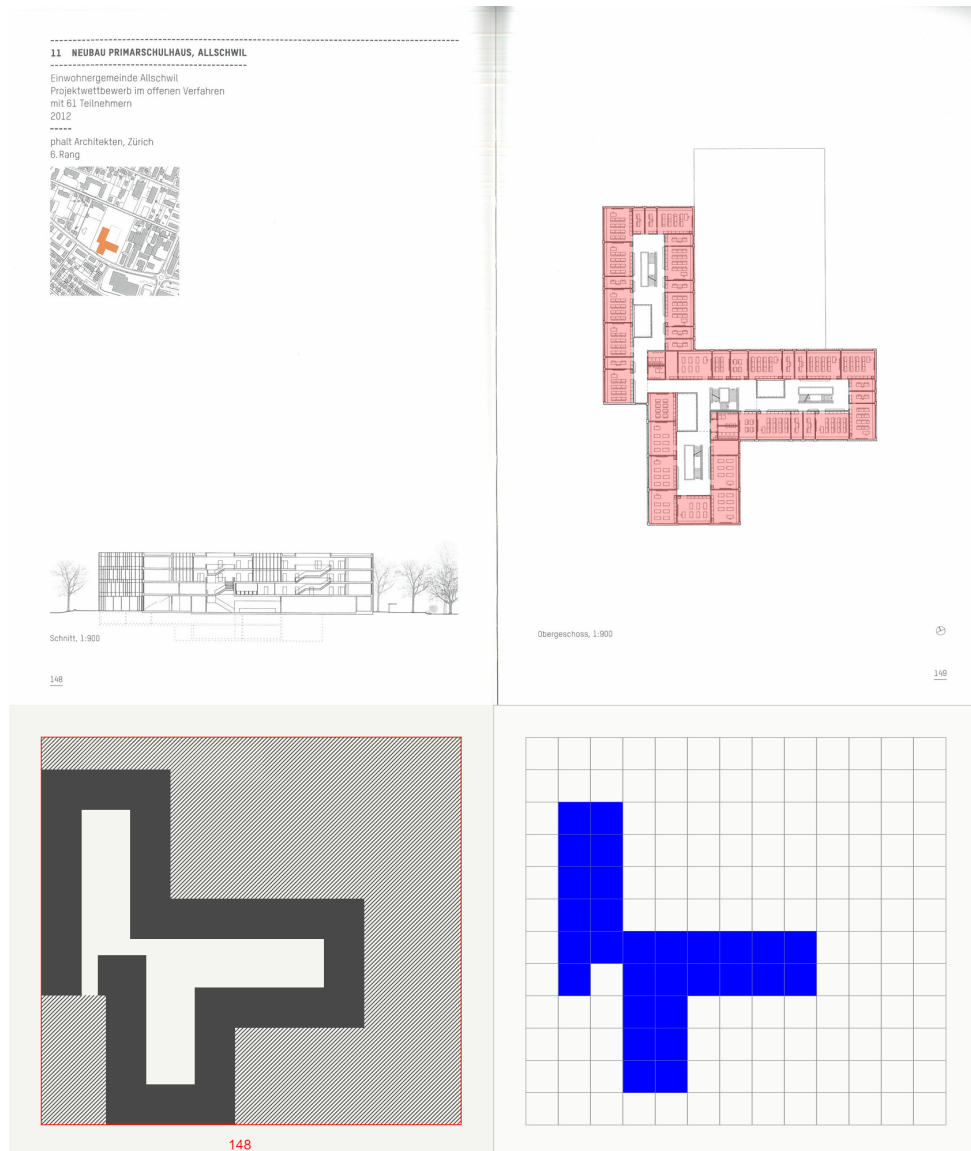 11 NEUBAU PRIMARSCHULHAUS, ALLSCHWIL
Einwohnergemeinde Allschwil
Projektwettbewerb im offenen Verfahren
mit 61 Teilnehmern
2012
phalt Architekten, Zürich
6. Rang
Schnitt, 1:900
148
Obergeschoss, 1:900
149
148